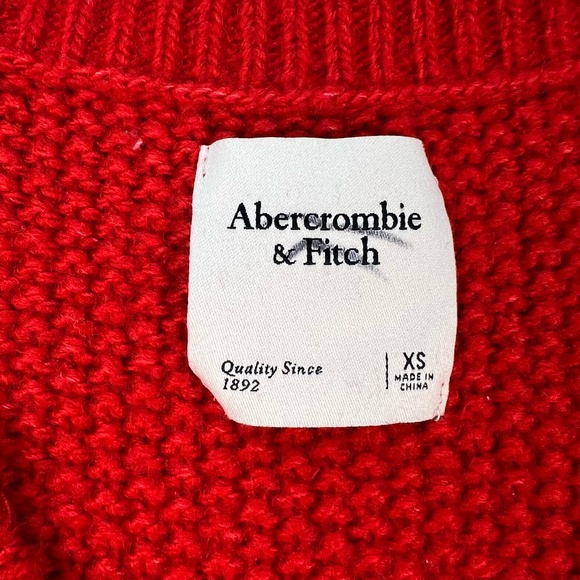 Abercrombie
& Fitch
Quality Since
1892
XS
MADE IN
CHINA